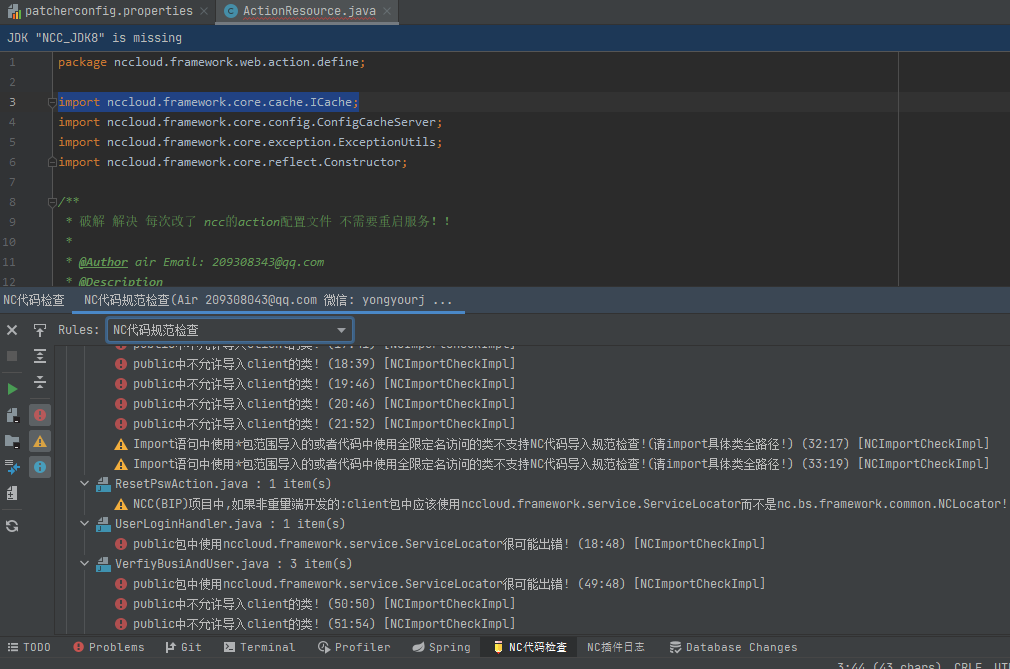 patcherconfig.properties
ActionResource.java
JDK "NCC_JDK8" is missing
1 package nccloud.framework.web.action.define;
2
3 import nccloud.framework.core.cache.ICache;
4 import nccloud.framework.core.config.ConfigCacheServer;
5 import nccloud.framework.core.exception.ExceptionUtils;
6 import nccloud.framework.core.reflect.Constructor;
7
8 /**
9 * 破解 解决 每次改了 ncc的action配置文件 不需要重启服务!!
10 *
11 * @Author air Email: 209308343@qq.com
12 * @Description
NC代码检查 NC代码规范检查(Air 209308043@qq.com 微信: yongyourj ...
Rules: NC代码规范检查
public中不允许导入client的类! (18:39) [NCImportCheckImpl]
public中不允许导入client的类! (19:46) [NCImportCheckImpl]
public中不允许导入client的类! (20:46) [NCImportCheckImpl]
public中不允许导入client的类! (21:52) [NCImportCheckImpl]
Import语句中使用*包范围导入的或者代码中使用全限定名访问的类不支持NC代码导入规范检查!(请import具体类全路径!) (32:17) [NCImportCheckImpl]
Import语句中使用*包范围导入的或者代码中使用全限定名访问的类不支持NC代码导入规范检查!(请import具体类全路径!) (33:19) [NCImportCheckImpl]
ResetPswAction.java : 1 item(s)
NCC(BIP)项目中,如果非重量端开发的:client包中应该使用nccloud.framework.service.ServiceLocator而不是nc.bs.framework.common.NCLocator!
UserLoginHandler.java : 1 item(s)
public包中使用nccloud.framework.service.ServiceLocator很可能出错! (18:48) [NCImportCheckImpl]
VerfiyBusiAndUser.java : 3 item(s)
public包中使用nccloud.framework.service.ServiceLocator很可能出错! (49:48) [NCImportCheckImpl]
public中不允许导入client的类! (50:50) [NCImportCheckImpl]
public中不允许导入client的类! (51:54) [NCImportCheckImpl]
TODO Problems Git Terminal Profiler Spring NC代码检查 NC插件日志 Database Changes
3:44 (43 chars) CRLF